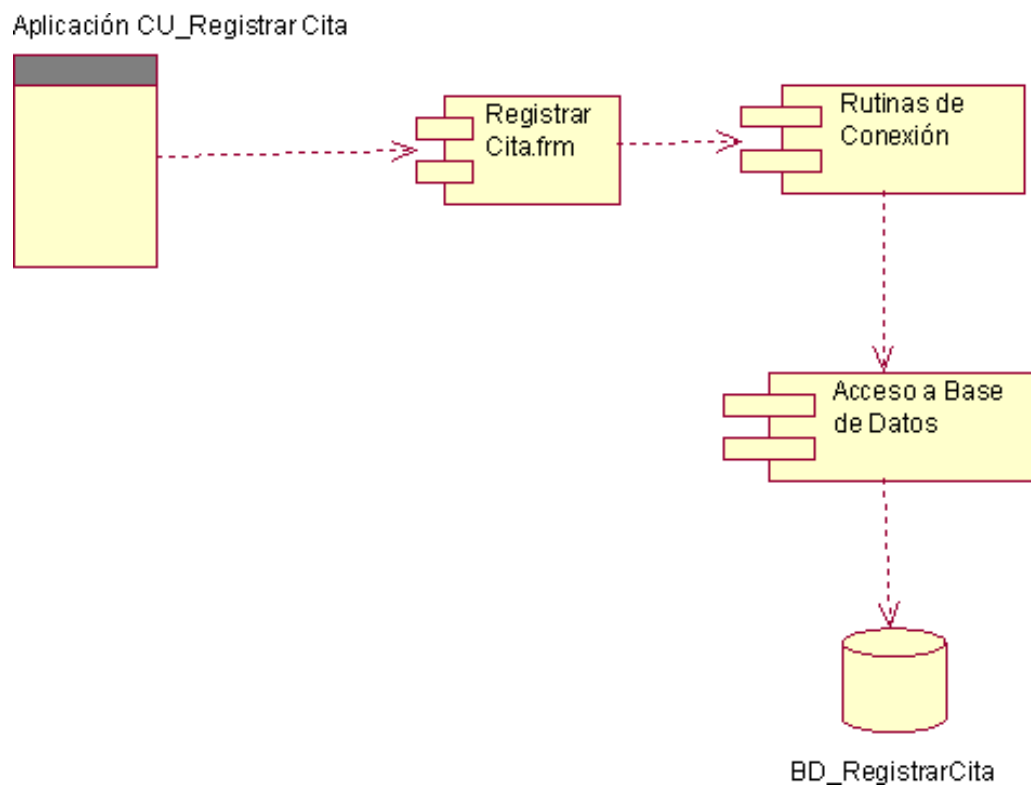 Aplicación CU_Registrar Cita
Registrar
Cita.frm
Rutinas de
Conexión
Acceso a Base
de Datos
BD_RegistrarCita